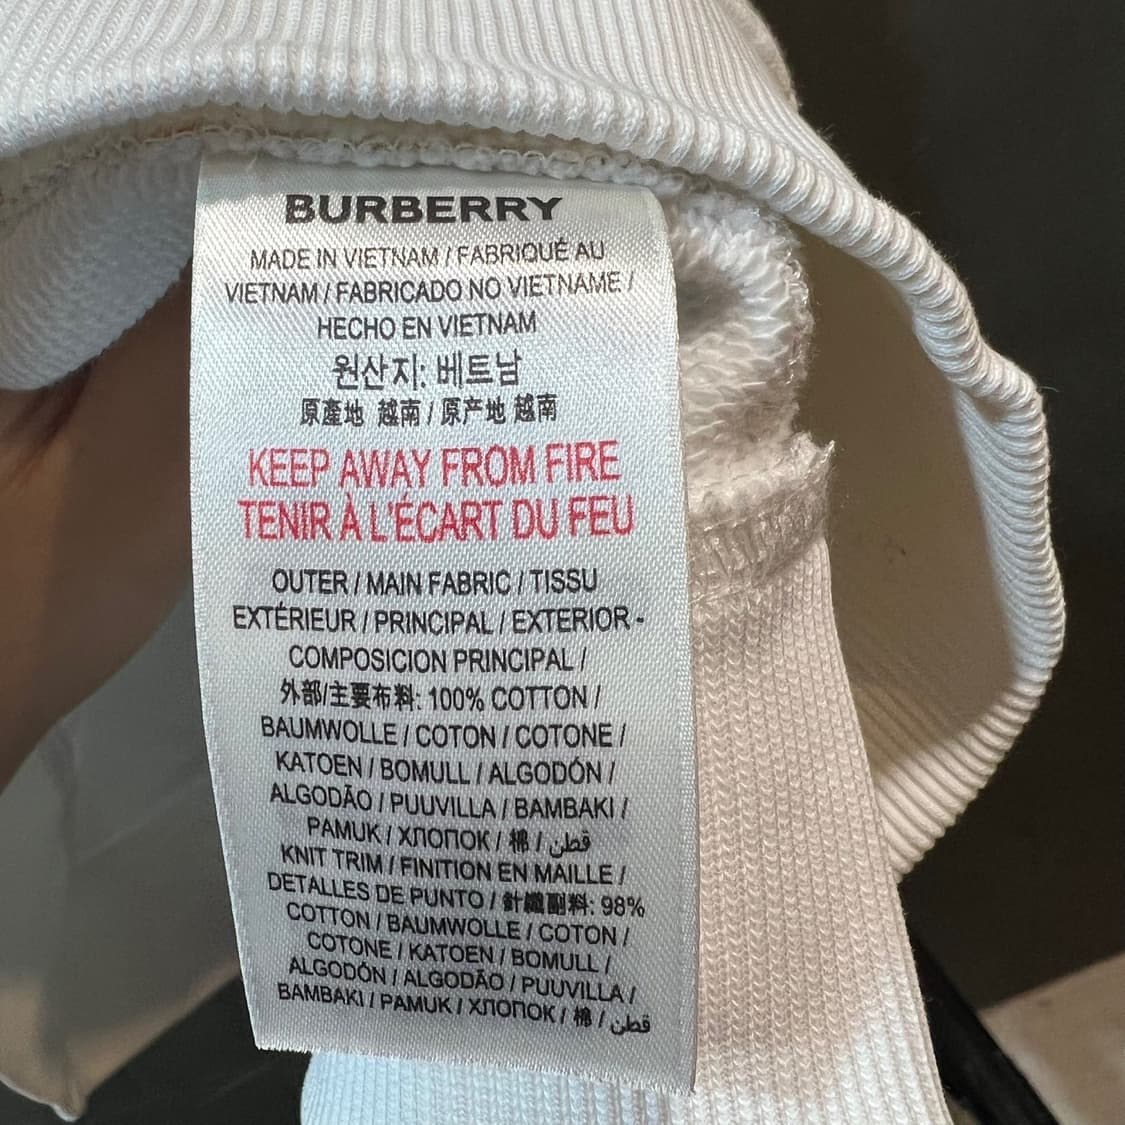 BURBERRY
MADE IN VIETNAM / FABRIQUÉ AU
VIETNAM / FABRICADO NO VIETNAME /
HECHO EN VIETNAM
원산지: 베트남
原產地 越南 / 原产地 越南
KEEP AWAY FROM FIRE
TENIR À L'ÉCART DU FEU
OUTER / MAIN FABRIC / TISSU
EXTÉRIEUR / PRINCIPAL / EXTERIOR -
COMPOSICION PRINCIPAL /
外部/主要布料: 100% COTTON /
BAUMWOLLE / COTON / COTONE /
KATOEN / BOMULL / ALGODÓN /
ALGODÃO / PUUVILLA / BAMBAKI /
PAMUK / ХЛОПОК / 棉 / قطن
KNIT TRIM / FINITION EN MAILLE /
DETALLES DE PUNTO / 針織副料: 98%
COTTON / BAUMWOLLE / COTON /
COTONE / KATOEN / BOMULL /
ALGODÓN / ALGODÃO / PUUVILLA /
BAMBAKI / PAMUK / ХЛОПОК / 棉 / قطن